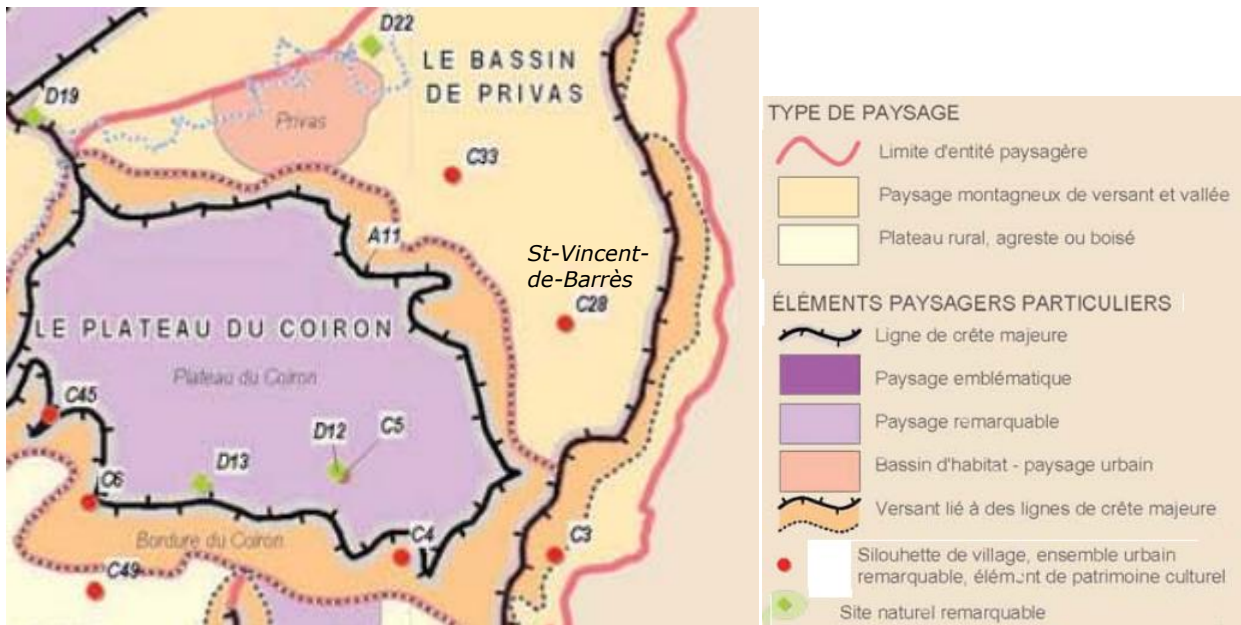 D22
LE BASSIN
DE PRIVAS
D19
Privas
C33
A11
St-Vincent-
de-Barrès
C28
LE PLATEAU DU COIRON
Plateau du Coiron
C45
D12
C5
D13
C6
Bordure du Coiron
C4
C3
C49
TYPE DE PAYSAGE
Limite d'entité paysagère
Paysage montagneux de versant et vallée
Plateau rural, agreste ou boisé
ÉLÉMENTS PAYSAGERS PARTICULIERS
Ligne de crête majeure
Paysage emblématique
Paysage remarquable
Bassin d'habitat - paysage urbain
Versant lié à des lignes de crête majeure
Silouhette de village, ensemble urbain
remarquable, élément de patrimoine culturel
Site naturel remarquable